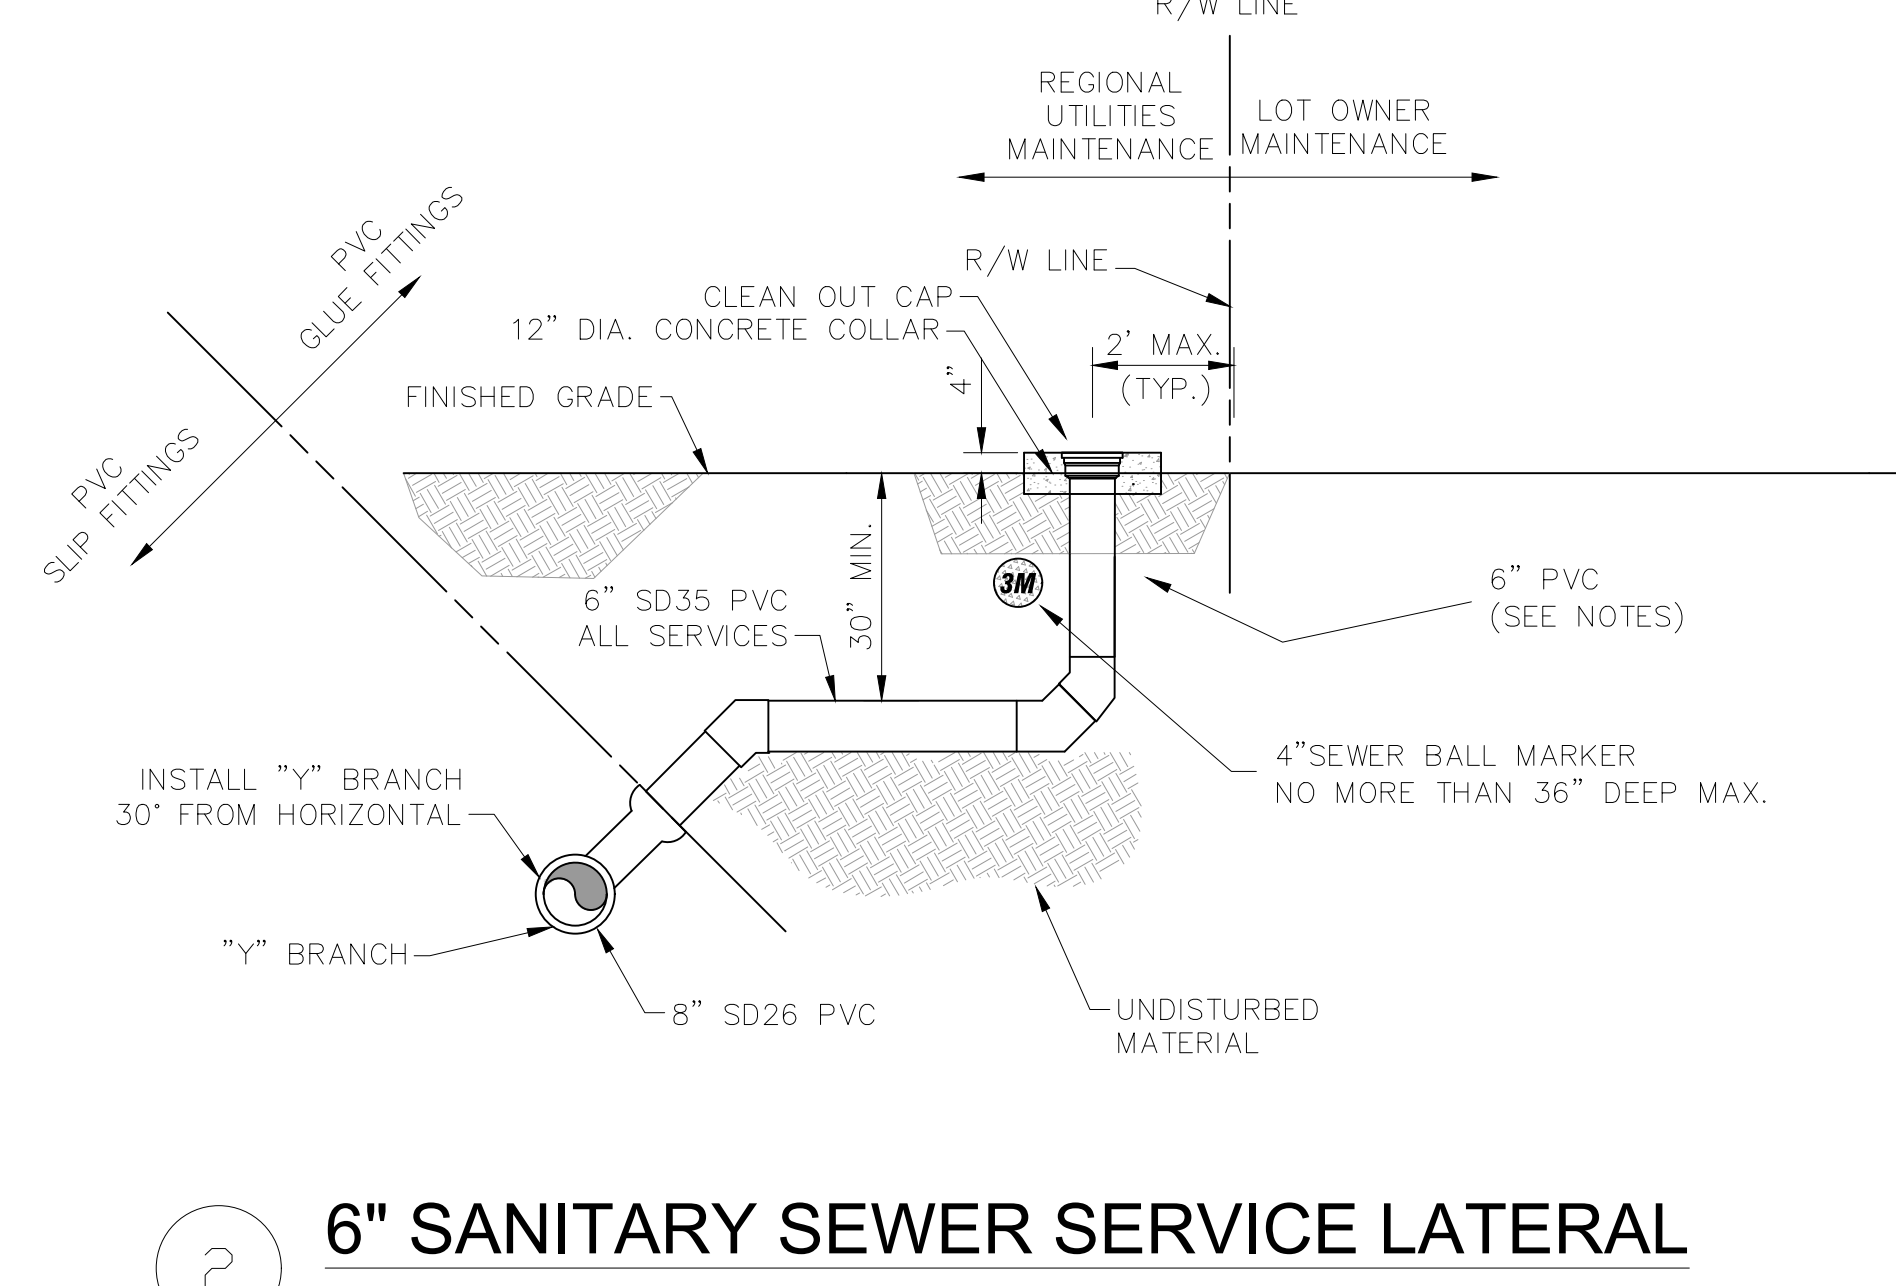 R/W LINE
REGIONAL
UTILITIES
MAINTENANCE
LOT OWNER
MAINTENANCE
PVC
GLUE FITTINGS
R/W LINE
CLEAN OUT CAP
12” DIA. CONCRETE COLLAR
2’ MAX.
(TYP.)
4”
FINISHED GRADE
PVC
SLIP FITTINGS
30” MIN.
3M
6” PVC
(SEE NOTES)
6” SD35 PVC
ALL SERVICES
4”SEWER BALL MARKER
NO MORE THAN 36” DEEP MAX.
INSTALL ”Y” BRANCH
30° FROM HORIZONTAL
”Y” BRANCH
8” SD26 PVC
UNDISTURBED
MATERIAL
6" SANITARY SEWER SERVICE LATERAL